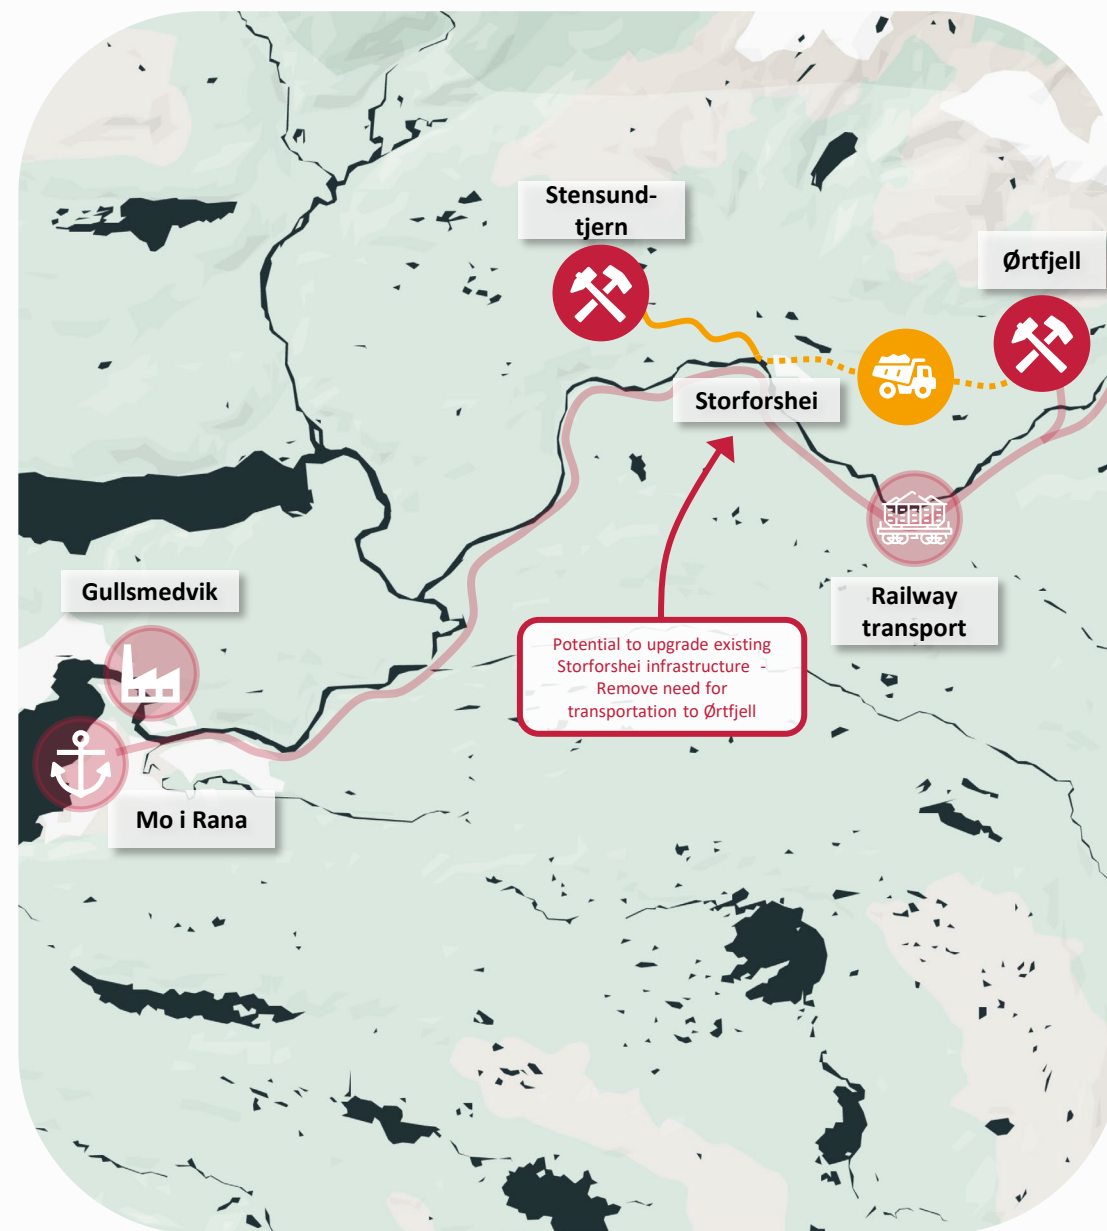 Stensund-
tjern
Ørtfjell
Storforshei
Gullsmedvik
Railway
transport
Potential to upgrade existing
Storforshei infrastructure -
Remove need for
transportation to Ørtfjell
Mo i Rana